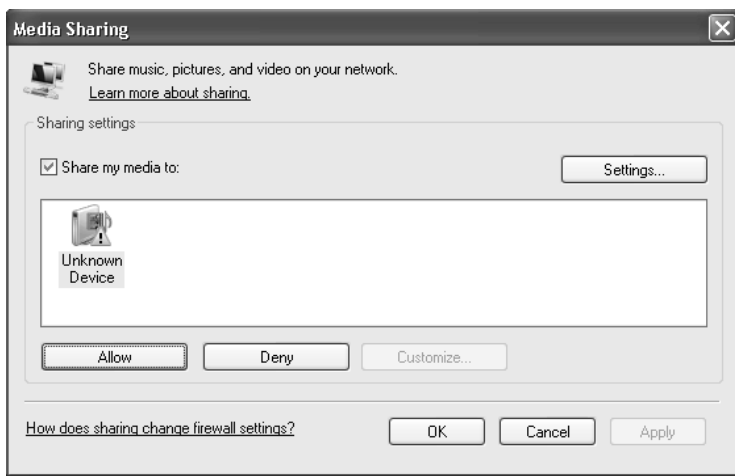 Media Sharing
Share music, pictures, and video on your network.
Learn more about sharing.
Sharing settings
Share my media to:
Settings...
Unknown
Device
Allow
Deny
Customize...
How does sharing change firewall settings?
OK
Cancel
Apply